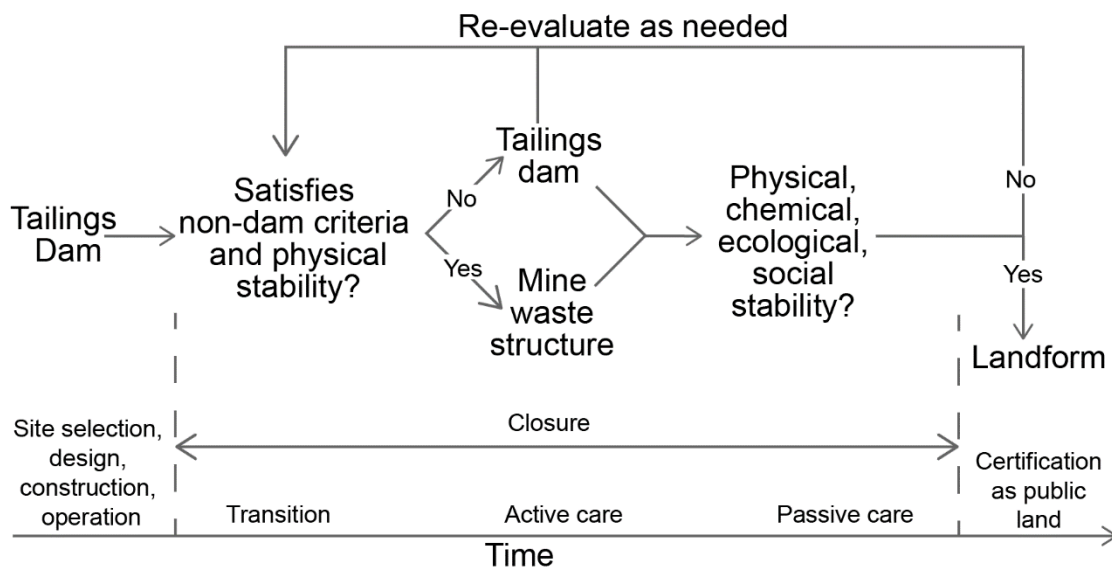 Re-evaluate as needed
Tailings
Dam
Satisfies
non-dam criteria
and physical
stability?
No
Yes
Tailings
dam
Mine
waste
structure
Physical,
chemical,
ecological,
social
stability?
No
Yes
Landform
Site selection,
design,
construction,
operation
Closure
Transition
Active care
Passive care
Certification
as public
land
Time